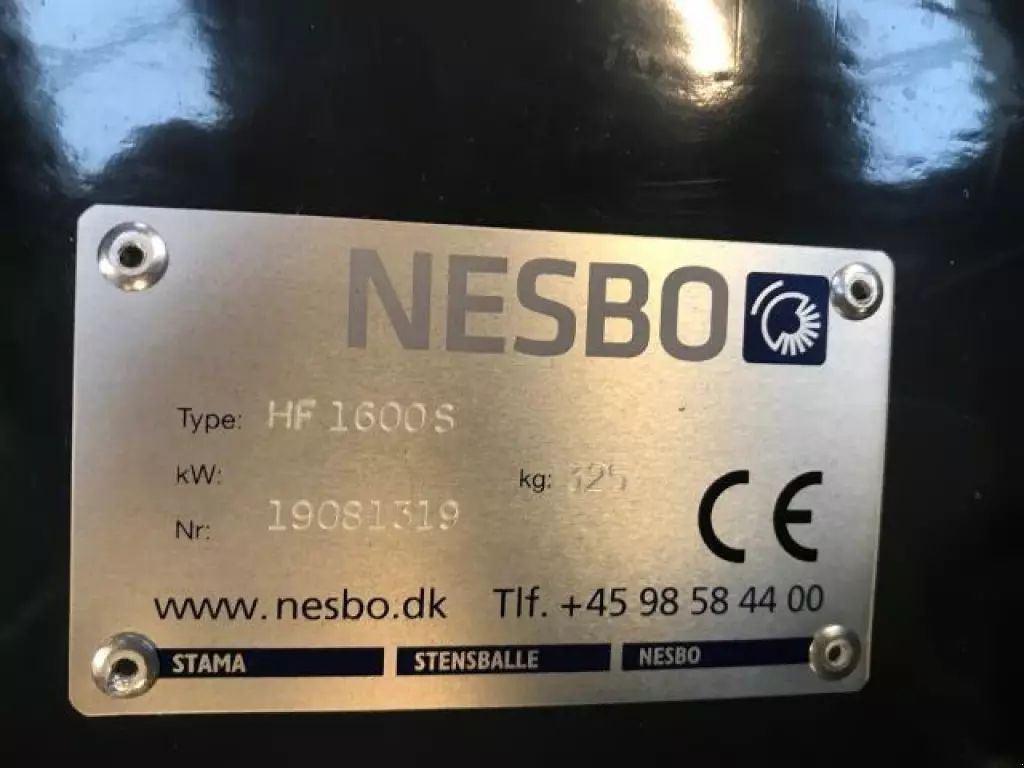 NESBO
Type: HF 1600S
kW:
kg: 325
Nr: 19081319
CE
www.nesbo.dk Tlf. +45 98 58 44 00
STAMA STENSBALLE NESBO